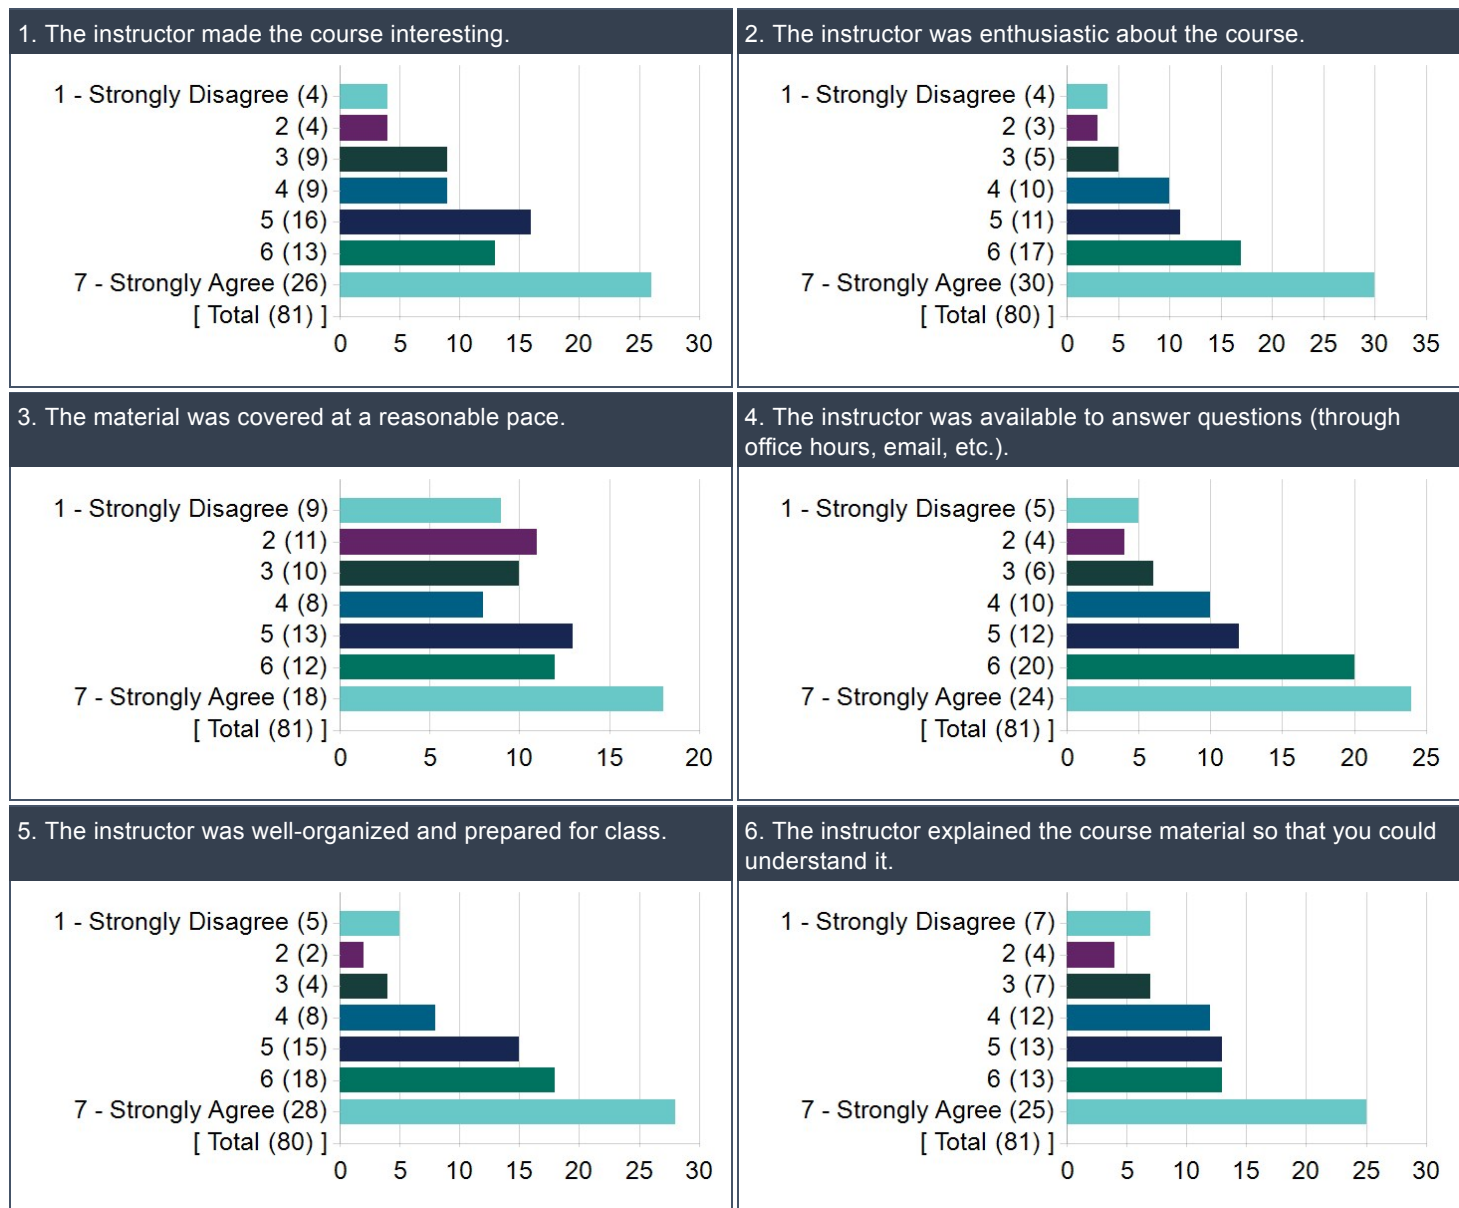 1. The instructor made the course interesting.
1 - Strongly Disagree (4)
2 (4)
3 (9)
4 (9)
5 (16)
6 (13)
7 - Strongly Agree (26)
[ Total (81) ]
0 5 10 15 20 25 30
2. The instructor was enthusiastic about the course.
1 - Strongly Disagree (4)
2 (3)
3 (5)
4 (10)
5 (11)
6 (17)
7 - Strongly Agree (30)
[ Total (80) ]
0 5 10 15 20 25 30 35
3. The material was covered at a reasonable pace.
1 - Strongly Disagree (9)
2 (11)
3 (10)
4 (8)
5 (13)
6 (12)
7 - Strongly Agree (18)
[ Total (81) ]
0 5 10 15 20
4. The instructor was available to answer questions (through
office hours, email, etc.).
1 - Strongly Disagree (5)
2 (4)
3 (6)
4 (10)
5 (12)
6 (20)
7 - Strongly Agree (24)
[ Total (81) ]
0 5 10 15 20 25
5. The instructor was well-organized and prepared for class.
1 - Strongly Disagree (5)
2 (2)
3 (4)
4 (8)
5 (15)
6 (18)
7 - Strongly Agree (28)
[ Total (80) ]
0 5 10 15 20 25 30
6. The instructor explained the course material so that you could
understand it.
1 - Strongly Disagree (7)
2 (4)
3 (7)
4 (12)
5 (13)
6 (13)
7 - Strongly Agree (25)
[ Total (81) ]
0 5 10 15 20 25 30